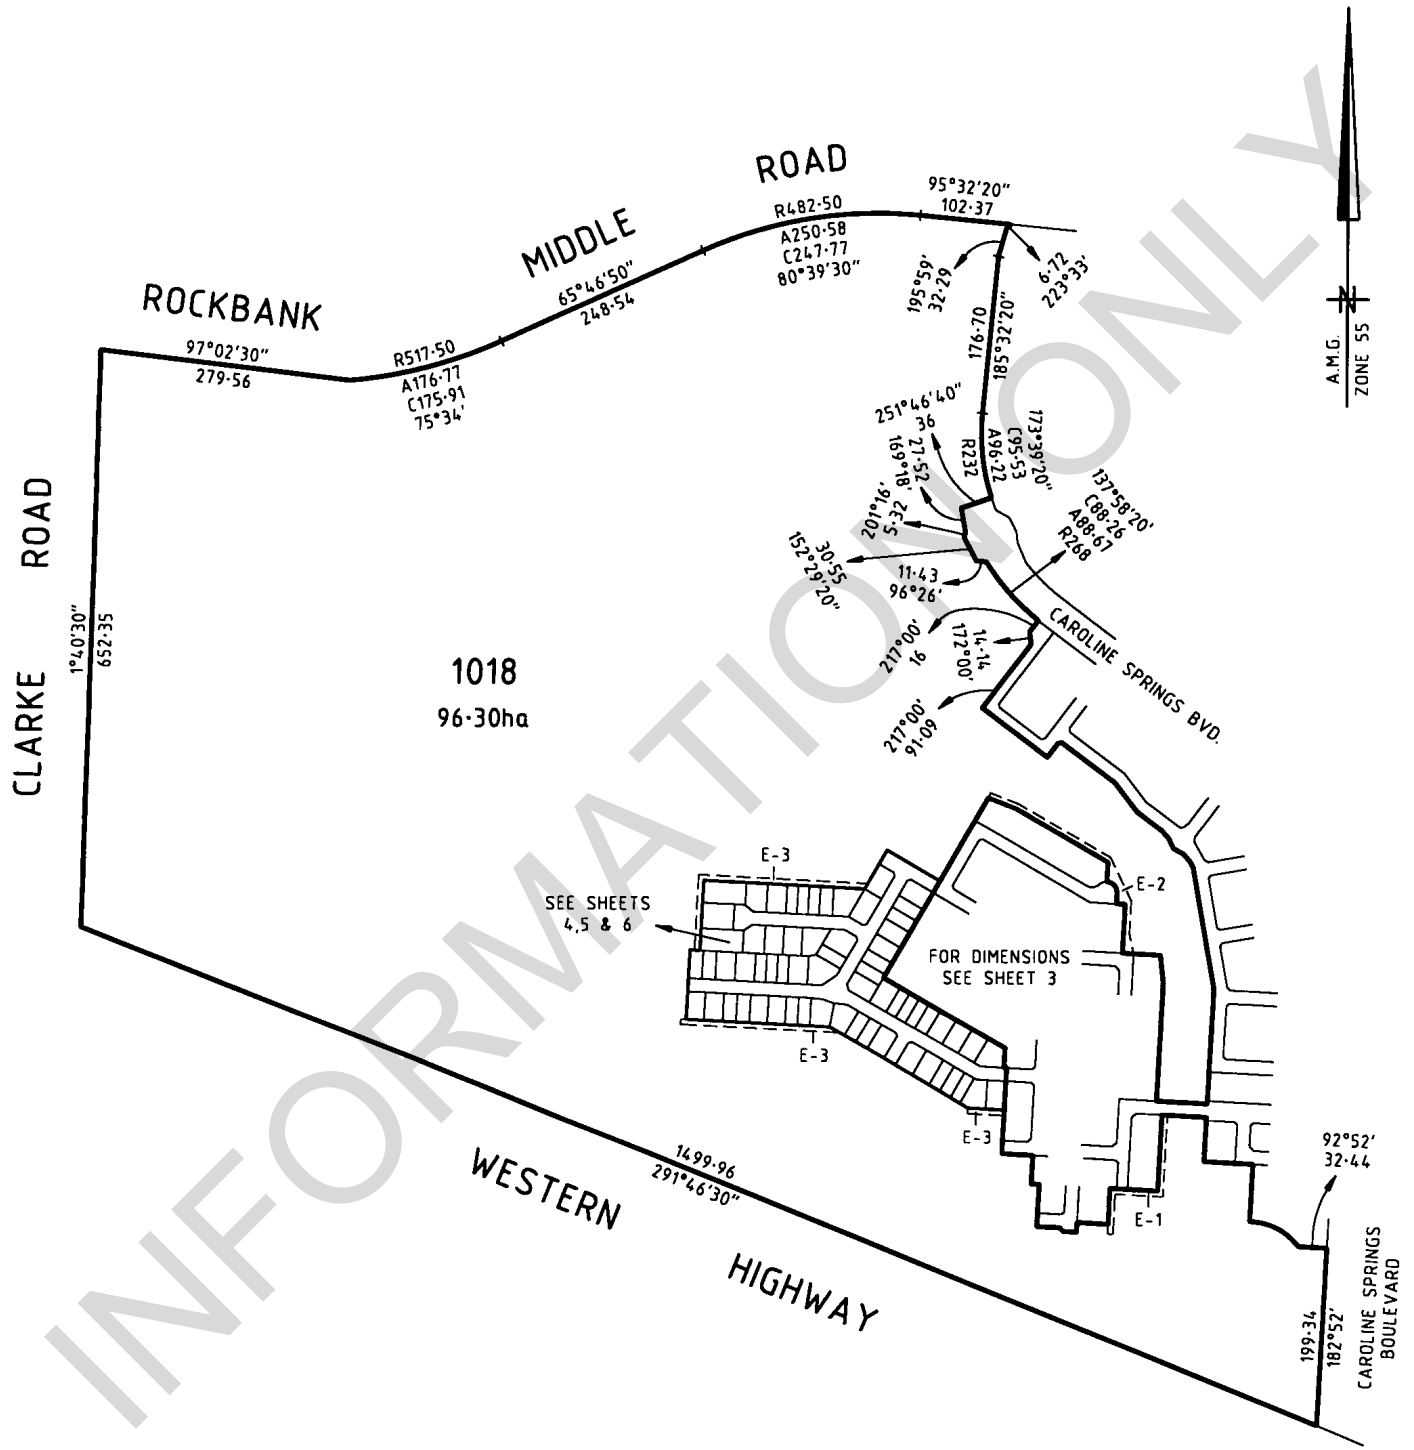 ROCKBANK
MIDDLE
ROAD
97°02'30"
279·56
R517·50
A176·77
C175·91
75°34'
65°46'50"
248·54
R482·50
A250·58
C247·77
80°39'30"
95°32'20"
102·37
6·72
223°33'
195°59'
32·29
176·70
185°32'20"
A.M.G.
ZONE 55
N
251°46'40"
36
173°39'20"
C95·53
A96·22
R232
27·52
169°18'
201°16'
5·32
30·55
152°29'20"
11·43
96°26'
137°58'20"
C88·26
A88·67
R268
217°00'
16
14·14
172°00'
217°00'
91·09
CAROLINE SPRINGS BVD.
CLARKE ROAD
1°40'30"
652·35
1018
96·30ha
E-3
SEE SHEETS
4,5 & 6
E-2
FOR DIMENSIONS
SEE SHEET 3
E-3
E-3
E-1
92°52'
32·44
1499·96
291°46'30"
WESTERN
HIGHWAY
199·34
182°52'
CAROLINE SPRINGS
BOULEVARD
INFORMATION ONLY